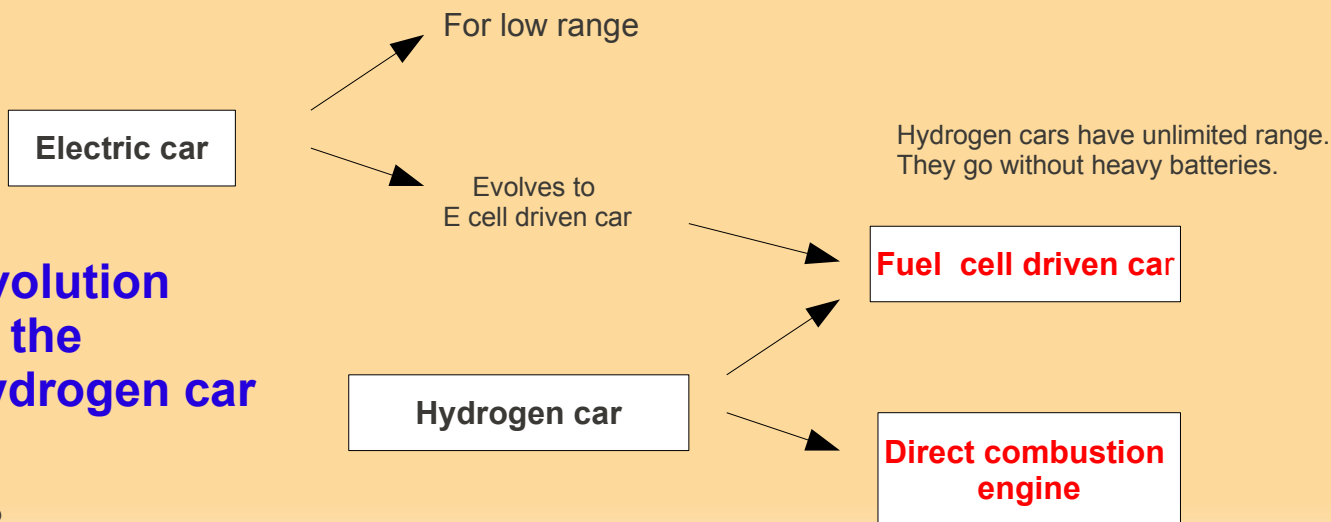 For low range
Electric car
Hydrogen cars have unlimited range.
They go without heavy batteries.
Evolves to
E cell driven car
Fuel cell driven car
volution
the
ydrogen car
Hydrogen car
Direct combustion
engine